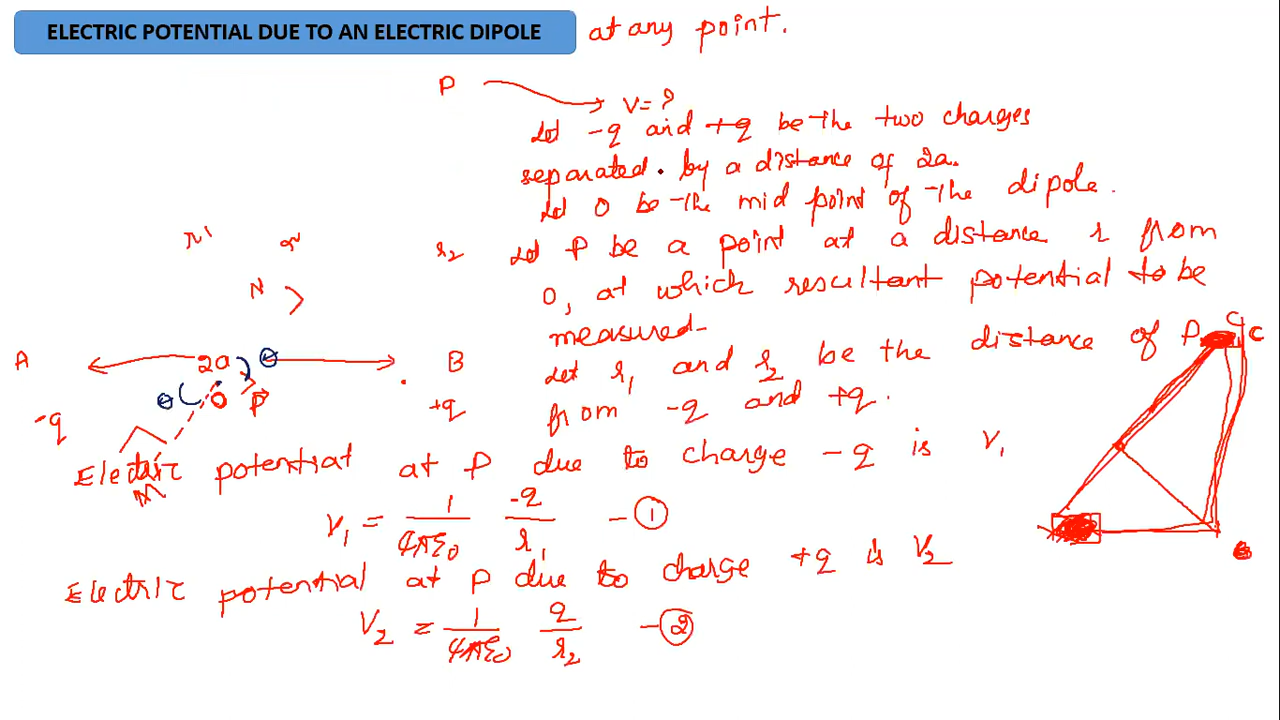 ELECTRIC POTENTIAL DUE TO AN ELECTRIC DIPOLE at any point.
P
V=?
Let -q and +q be the two charges
separated by a distance of 2a.
Let O be the mid point of the dipole.
Let P be a point at a distance r from
O, at which resultant potential to be
measured-
Let r1 and r2 be the distance of P
from -q and +q.
r1 r r2
N
A 2a θ B
θ O P
-q +q
M
C C
B
Electric potential at P due to charge -q is V1
V1 = 1/4πε0 -q/r1 - ①
Electric potential at P due to charge +q is V2
V2 = 1/4πε0 q/r2 - ②